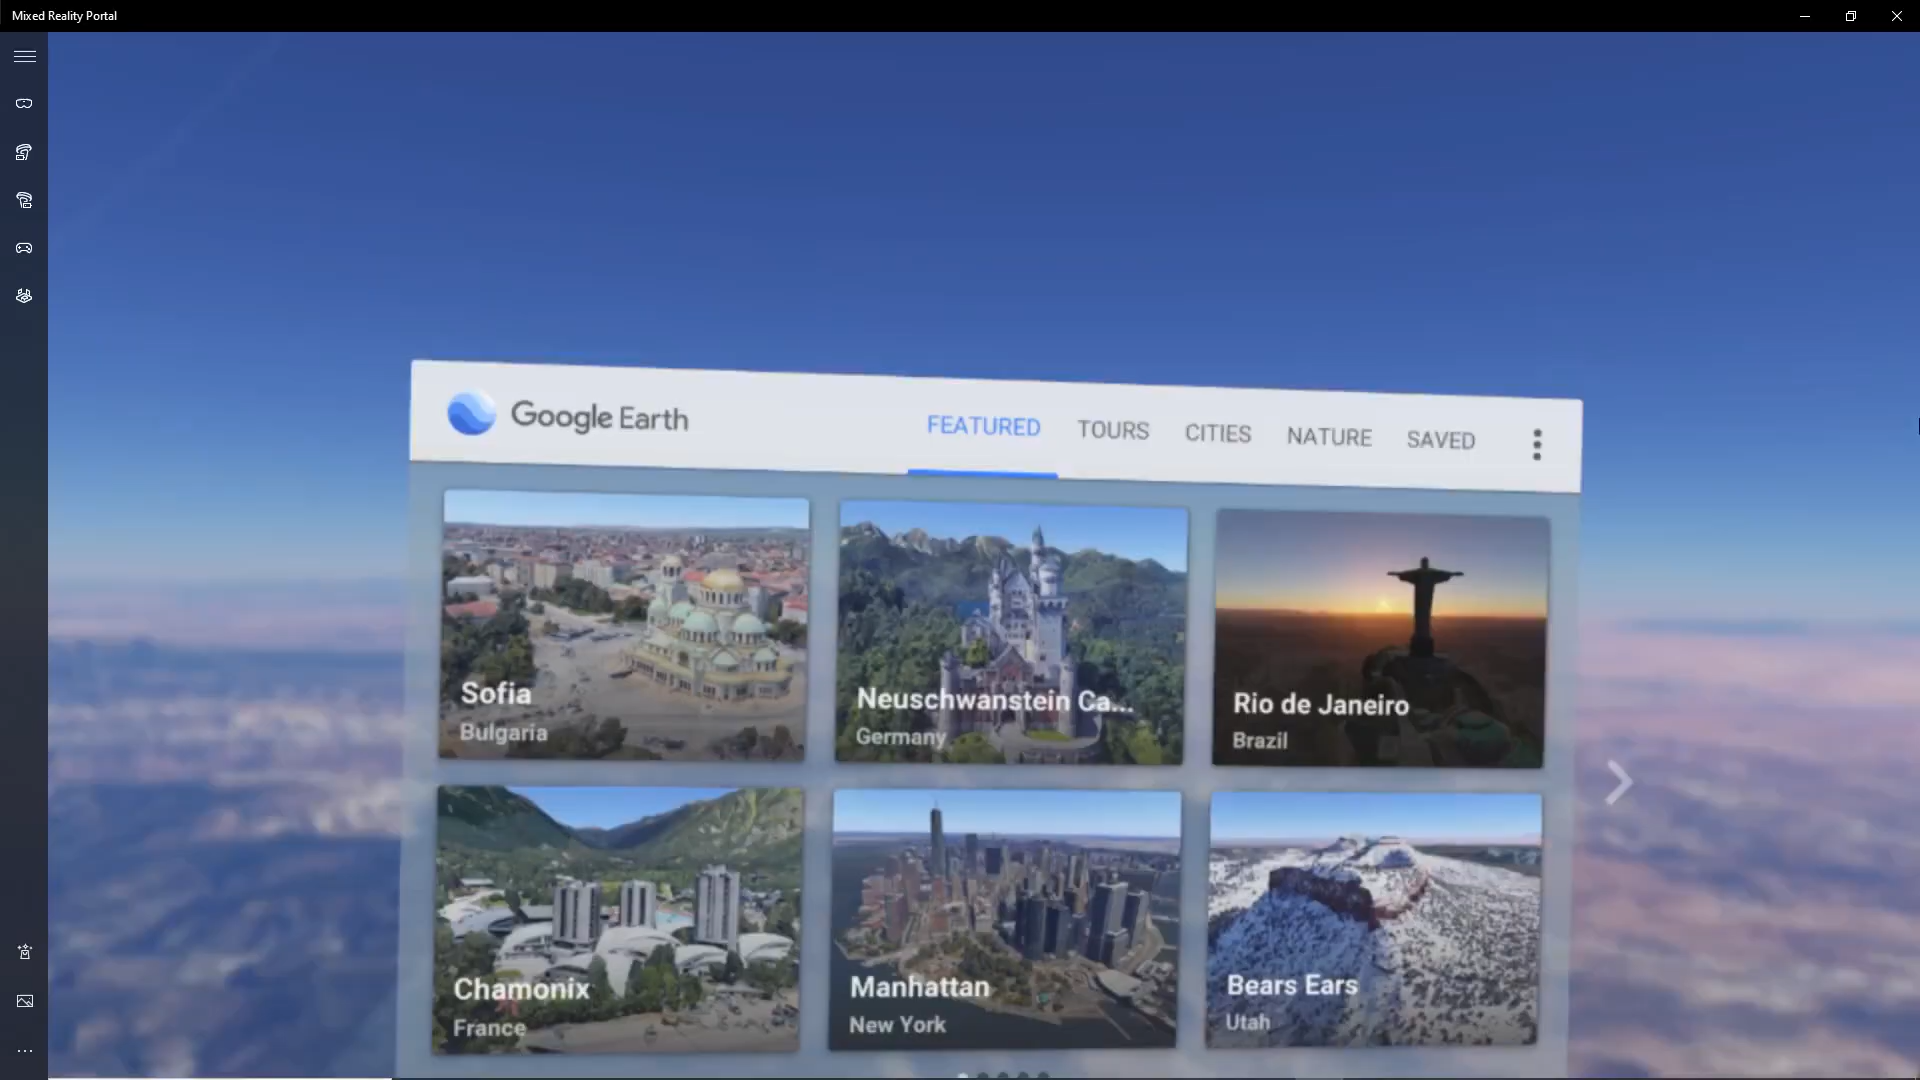 Mixed Reality Portal
Google Earth
FEATURED
TOURS
CITIES
NATURE
SAVED
Sofia
Bulgaria
Neuschwanstein Ca...
Germany
Rio de Janeiro
Brazil
Chamonix
France
Manhattan
New York
Bears Ears
Utah